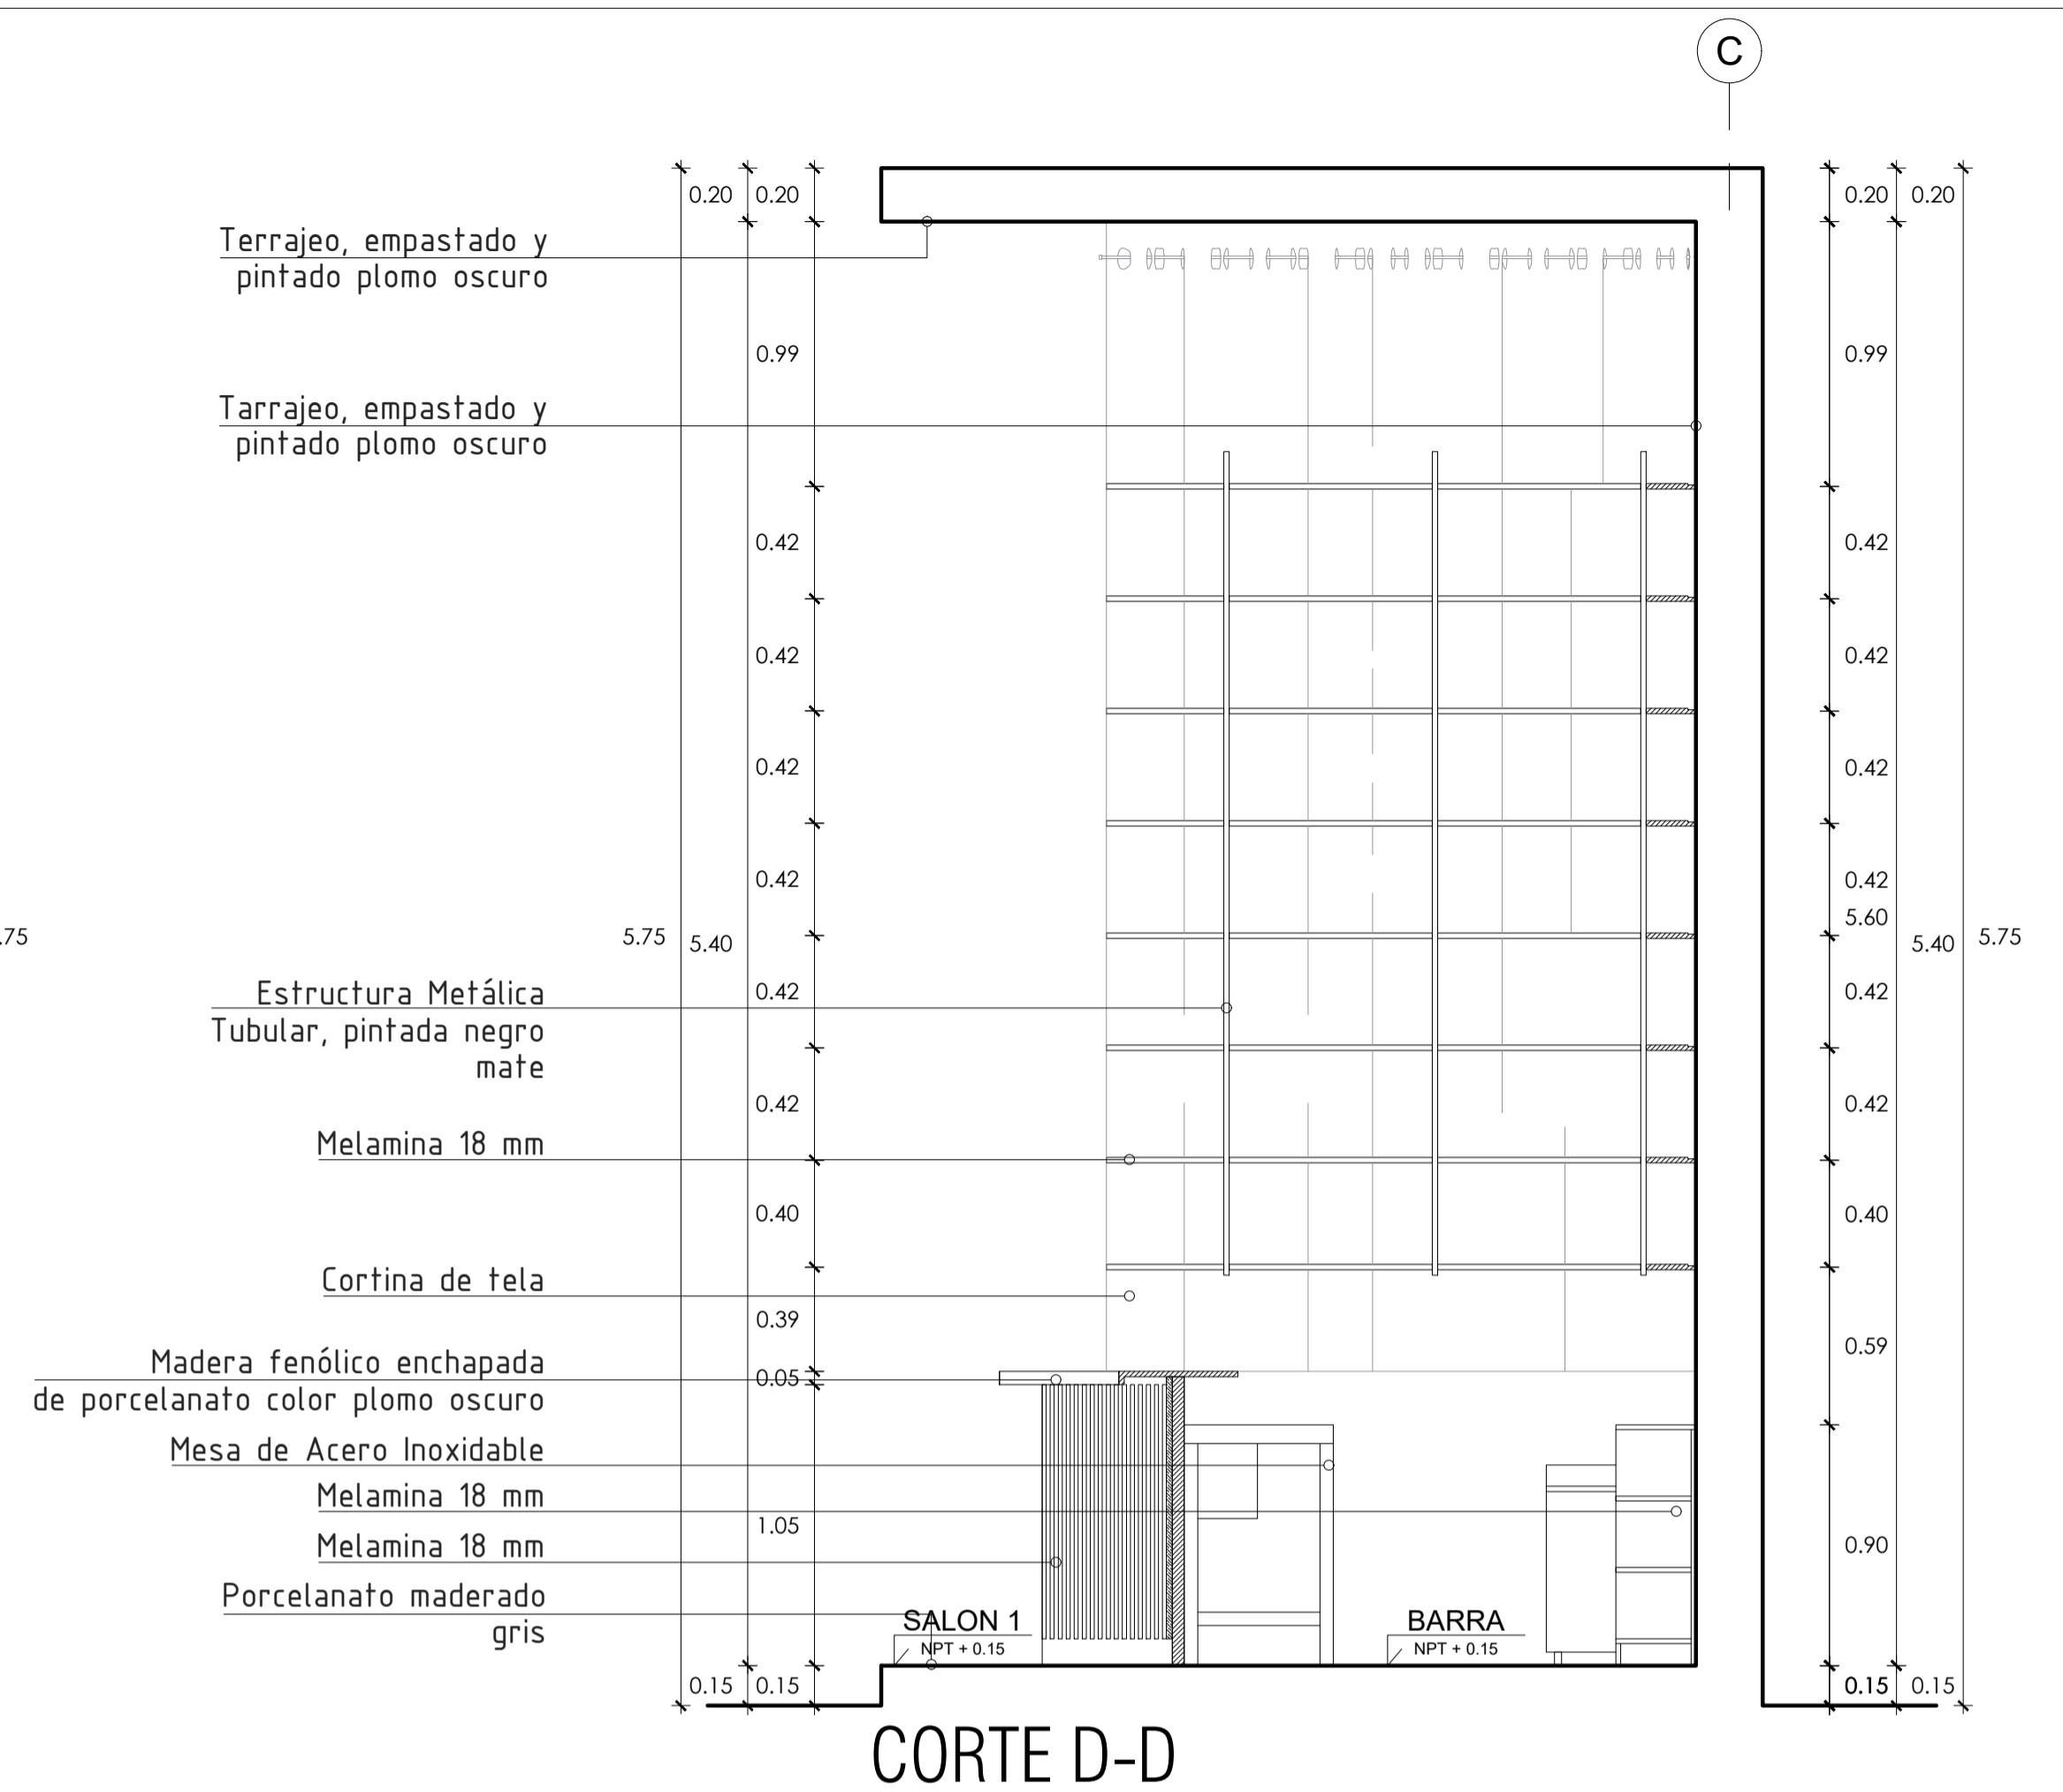 C
0.20 0.20
0.20 0.20
Terrajeo, empastado y
pintado plomo oscuro
0.99
0.99
Tarrajeo, empastado y
pintado plomo oscuro
0.42
0.42
0.42
0.42
0.42
0.42
0.42
0.42
5.60
.75
5.75
5.40
5.40
5.75
Estructura Metálica
Tubular, pintada negro
mate
0.42
0.42
0.42
0.42
Melamina 18 mm
0.40
0.40
Cortina de tela
0.39
0.59
Madera fenólico enchapada
de porcelanato color plomo oscuro
0.05
Mesa de Acero Inoxidable
Melamina 18 mm
1.05
Melamina 18 mm
0.90
Porcelanato maderado
gris
SALON 1
NPT + 0.15
BARRA
NPT + 0.15
0.15 0.15
0.15 0.15
CORTE D-D